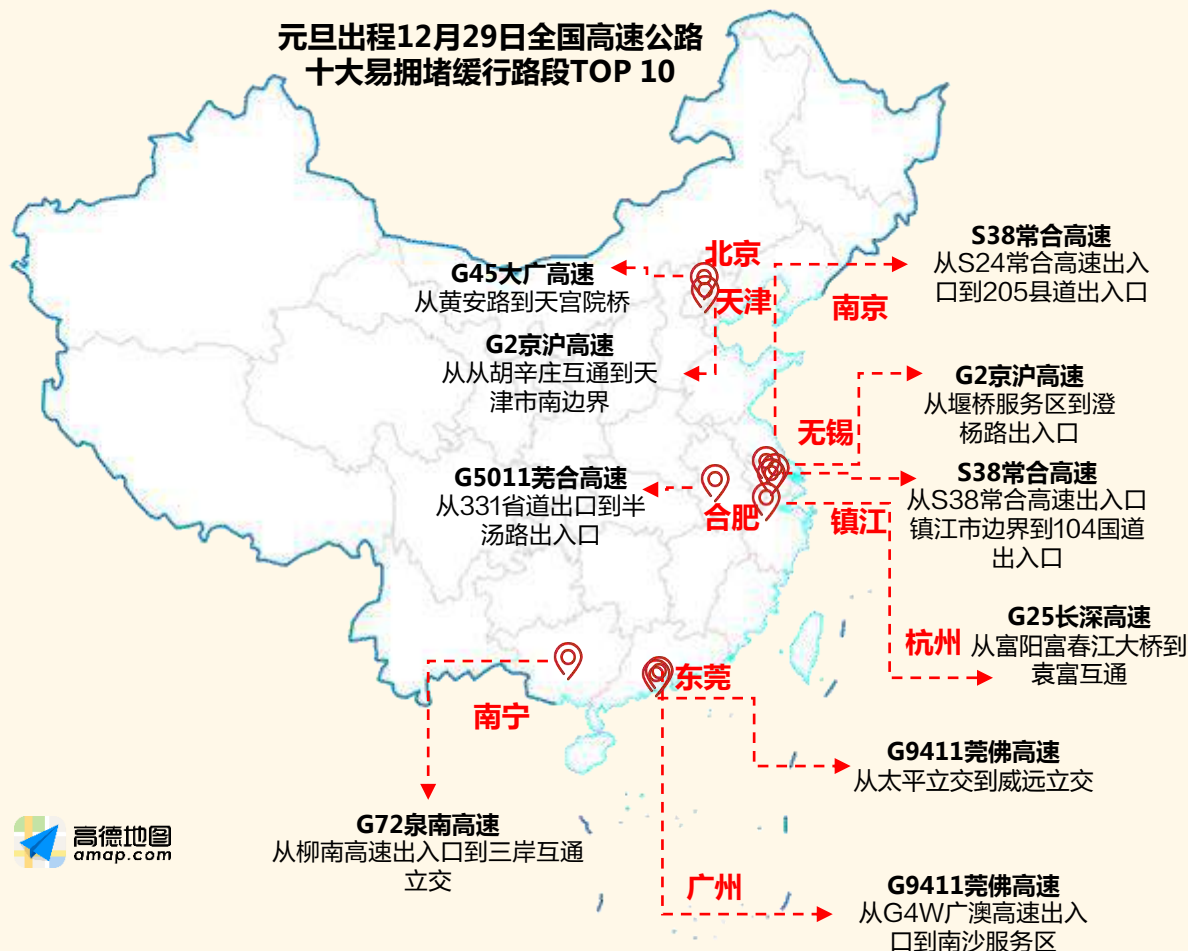 元旦出程12月29日全国高速公路
十大易拥堵缓行路段TOP 10
北京
G45大广高速
从黄安路到天宫院桥
天津
G2京沪高速
从从胡辛庄互通到天
津市南边界
南京
S38常合高速
从S24常合高速出入
口到205县道出入口
无锡
G2京沪高速
从堰桥服务区到澄
杨路出入口
合肥
G5011芜合高速
从331省道出口到半
汤路出入口
镇江
S38常合高速
从S38常合高速出入口
镇江市边界到104国道
出入口
杭州
G25长深高速
从富阳富春江大桥到
袁富互通
东莞
G9411莞佛高速
从太平立交到威远立交
南宁
G72泉南高速
从柳南高速出入口到三岸互通
立交
广州
G9411莞佛高速
从G4W广澳高速出入
口到南沙服务区
高德地图
amap.com